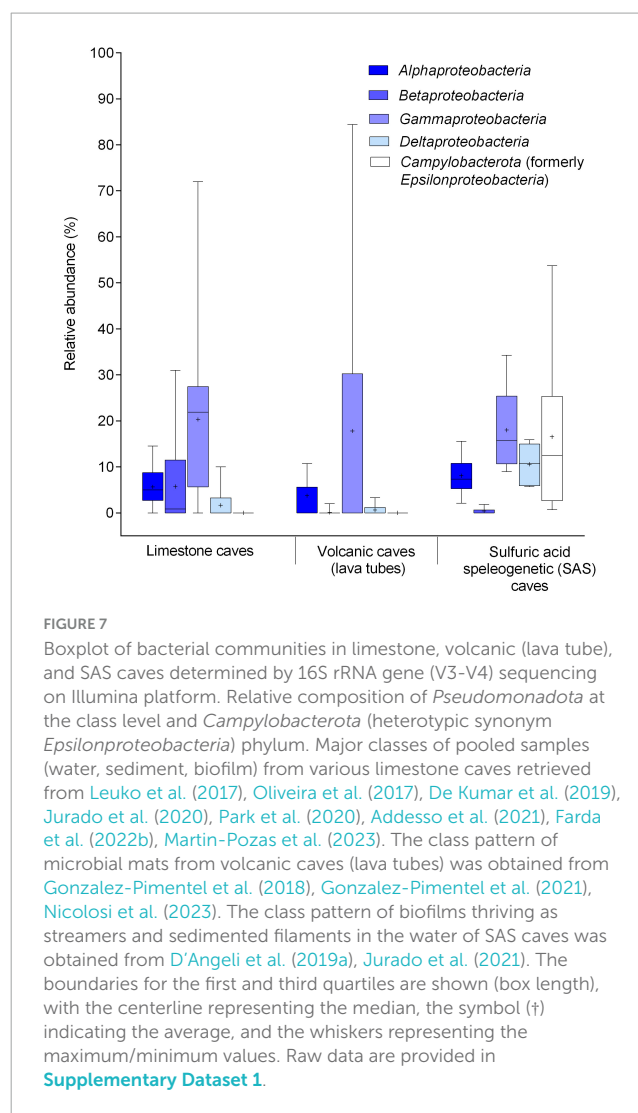 100
90
80
70
60
50
40
30
20
10
0
Relative abundance (%)
Alphaproteobacteria
Betaproteobacteria
Gammaproteobacteria
Deltaproteobacteria
Campylobacterota (formerly
Epsilonproteobacteria)
Limestone caves
Volcanic caves
(lava tubes)
Sulfuric acid
speleogenetic (SAS)
caves
FIGURE 7
Boxplot of bacterial communities in limestone, volcanic (lava tube),
and SAS caves determined by 16S rRNA gene (V3-V4) sequencing
on Illumina platform. Relative composition of Pseudomonadota at
the class level and Campylobacterota (heterotypic synonym
Epsilonproteobacteria) phylum. Major classes of pooled samples
(water, sediment, biofilm) from various limestone caves retrieved
from Leuko et al. (2017), Oliveira et al. (2017), De Kumar et al. (2019),
Jurado et al. (2020), Park et al. (2020), Addesso et al. (2021), Farda
et al. (2022b), Martin-Pozas et al. (2023). The class pattern of
microbial mats from volcanic caves (lava tubes) was obtained from
Gonzalez-Pimentel et al. (2018), Gonzalez-Pimentel et al. (2021),
Nicolosi et al. (2023). The class pattern of biofilms thriving as
streamers and sedimented filaments in the water of SAS caves was
obtained from D’Angeli et al. (2019a), Jurado et al. (2021). The
boundaries for the first and third quartiles are shown (box length),
with the centerline representing the median, the symbol (†)
indicating the average, and the whiskers representing the
maximum/minimum values. Raw data are provided in
Supplementary Dataset 1.